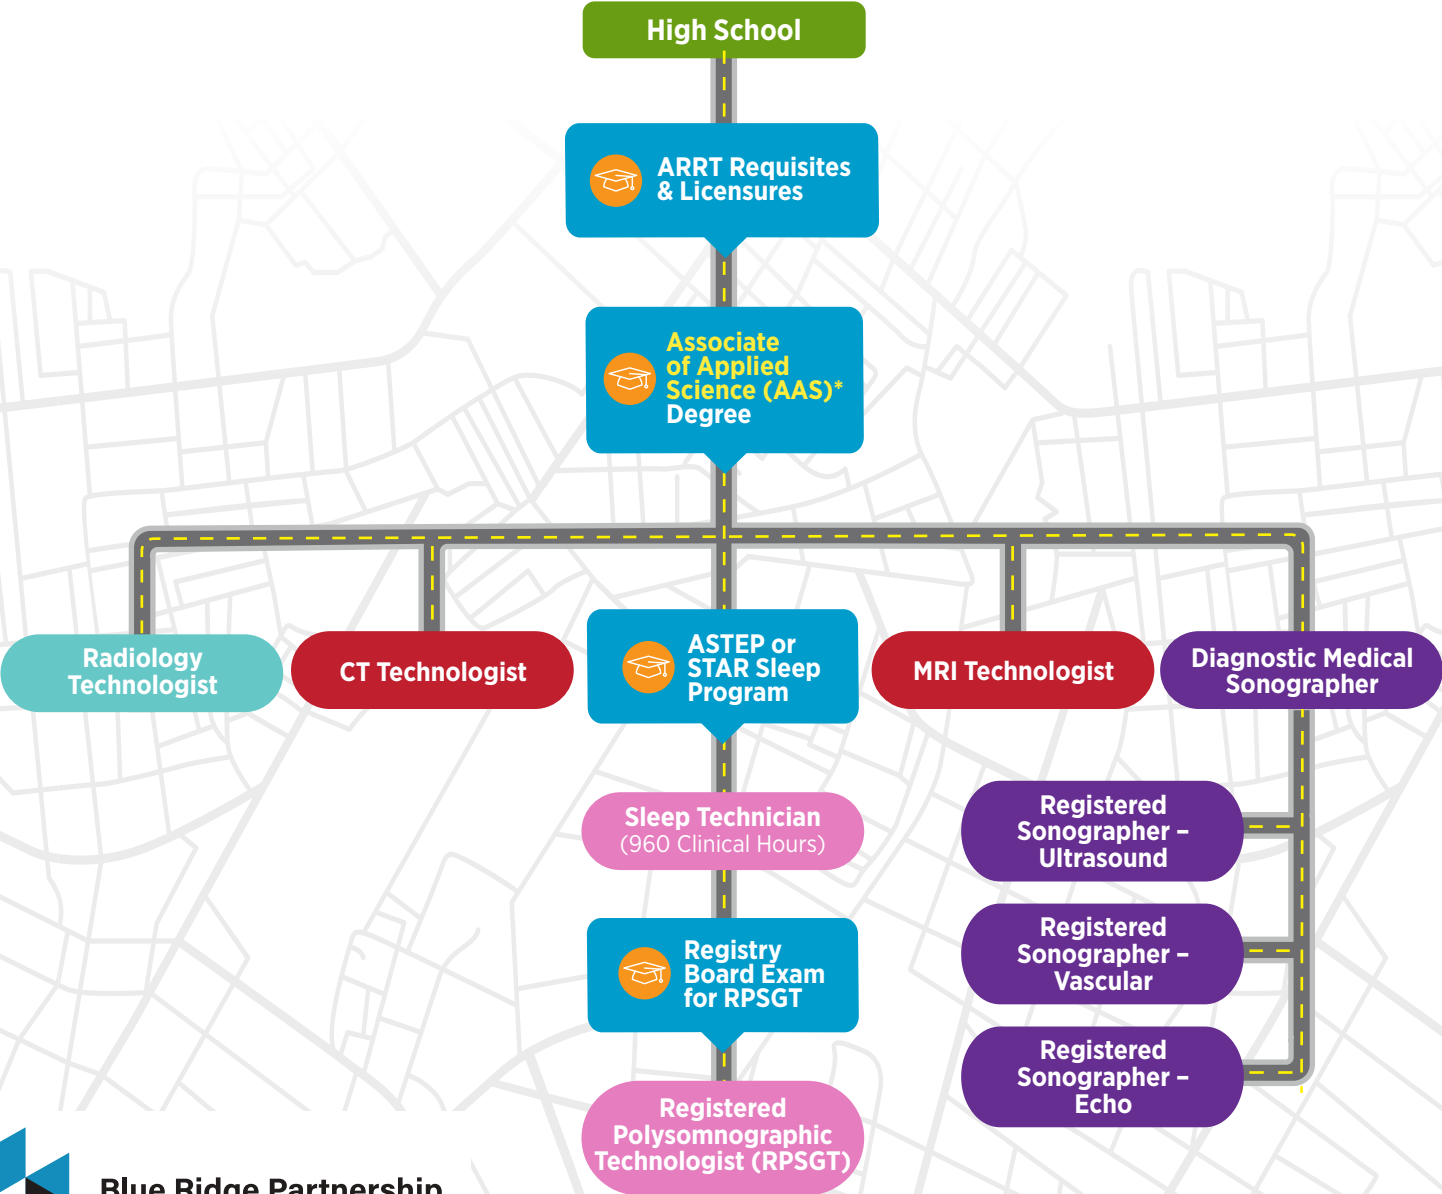 High School
ARRT Requisites
& Licensures
Associate
of Applied
Science (AAS)*
Degree
Radiology
Technologist
CT Technologist
ASTEP or
STAR Sleep
Program
MRI Technologist
Diagnostic Medical
Sonographer
Sleep Technician
(960 Clinical Hours)
Registered
Sonographer –
Ultrasound
Registry
Board Exam
for RPSGT
Registered
Sonographer –
Vascular
Registered
Sonographer –
Echo
Registered
Polysomnographic
Technologist (RPSGT)
Blue Ridge Partnership